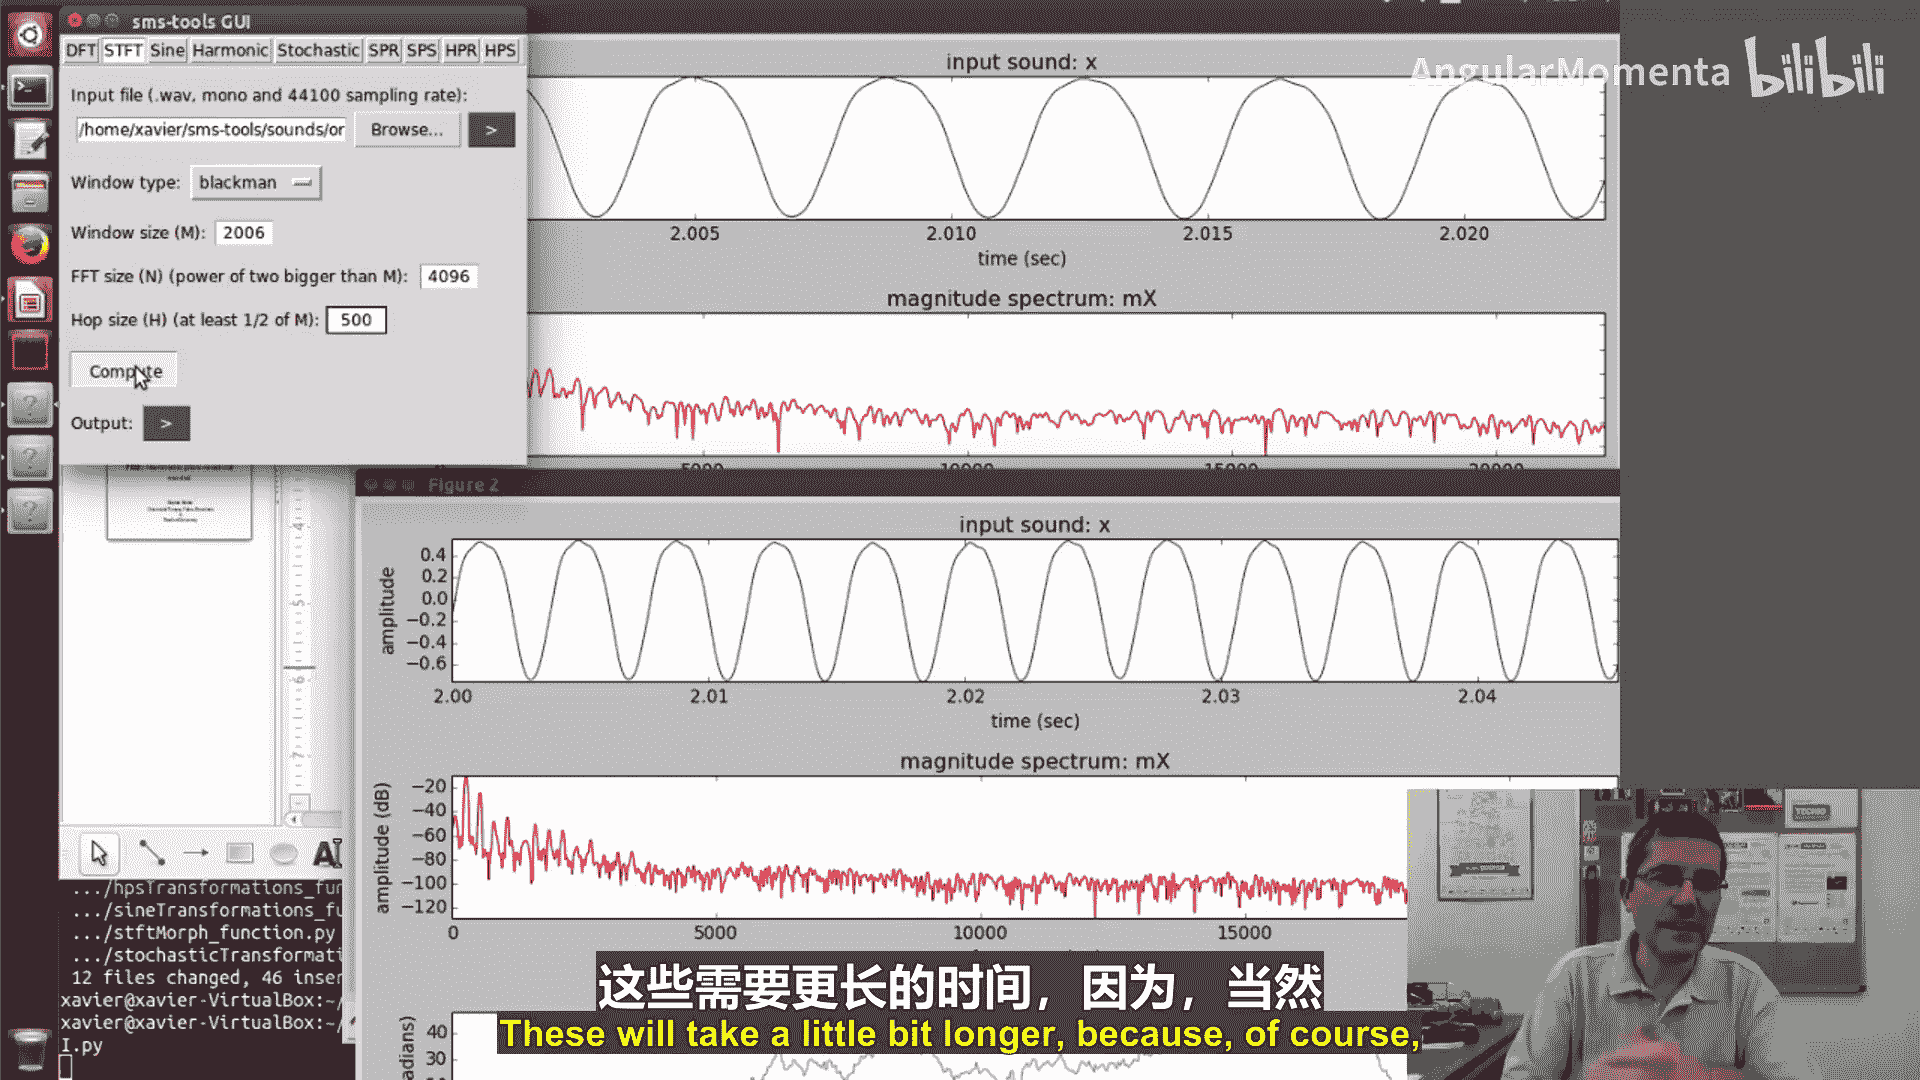 sms-tools GUI
DFT STFT Sine Harmonic Stochastic SPR SPS HPR HPS
Input file (.wav, mono and 44100 sampling rate):
/home/xavier/sms-tools/sounds/or Browse... >
Window type: blackman
Window size (M): 2006
FFT size (N) (power of two bigger than M): 4096
Hop size (H) (at least 1/2 of M): 500
Compute
Output: >
AngularMomenta bilibili
input sound: x
2.005 2.010 2.015 2.020
time (sec)
magnitude spectrum: mX
5000 10000 15000 20000
Figure 2
input sound: x
amplitude
0.4
0.2
0.0
−0.2
−0.4
−0.6
2.00 2.01 2.02 2.03 2.04
time (sec)
magnitude spectrum: mX
amplitude (dB)
−20
−40
−60
−80
−100
−120
0 5000 10000 15000
adians)
40
30
.../hpsTransformations_fur
.../sineTransformations_fu
.../stftMorph_function.py
.../stochasticTransformati
12 files changed, 46 inser
xavier@xavier-VirtualBox:~/
xavier@xavier-VirtualBox:~/
I.py
这些需要更长的时间，因为，当然
These will take a little bit longer, because, of course,